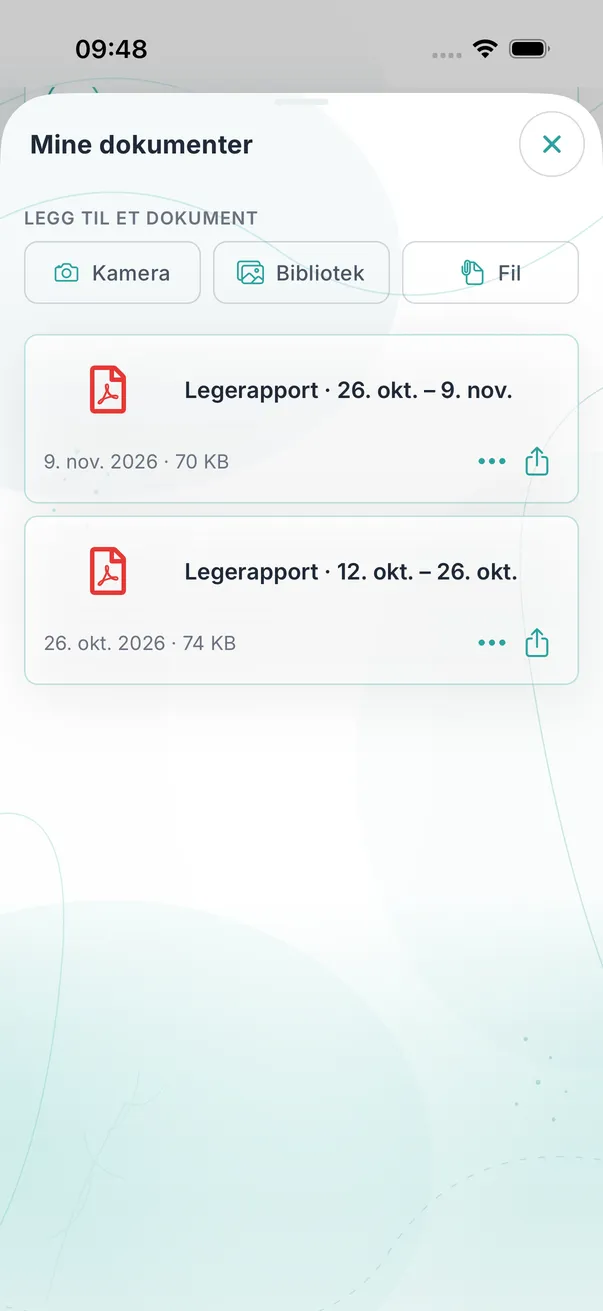 09:48
Mine dokumenter
LEGG TIL ET DOKUMENT
Kamera
Bibliotek
Fil
Legerapport · 26. okt. – 9. nov.
9. nov. 2026 · 70 KB
Legerapport · 12. okt. – 26. okt.
26. okt. 2026 · 74 KB